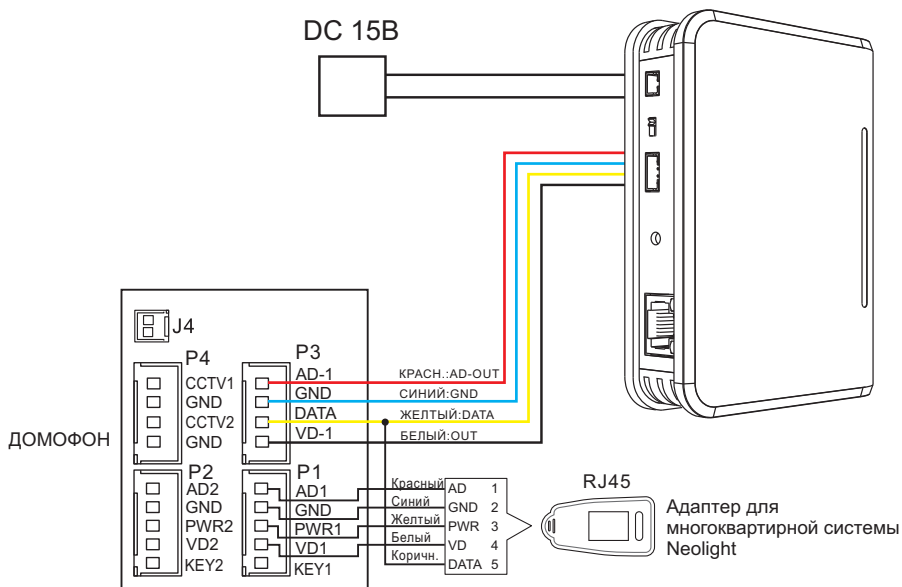 DC 15В
J4
P4
CCTV1
GND
CCTV2
GND
P3
AD-1
GND
DATA
VD-1
КРАСН.:AD-OUT
СИНИЙ:GND
ЖЕЛТЫЙ:DATA
БЕЛЫЙ:OUT
ДОМОФОН
P2
AD2
GND
PWR2
VD2
KEY2
P1
AD1
GND
PWR1
VD1
KEY1
Красный
Синий
Желтый
Белый
Коричн.
AD 1
GND 2
PWR 3
VD 4
DATA 5
RJ45
Адаптер для
многоквартирной системы
Neolight